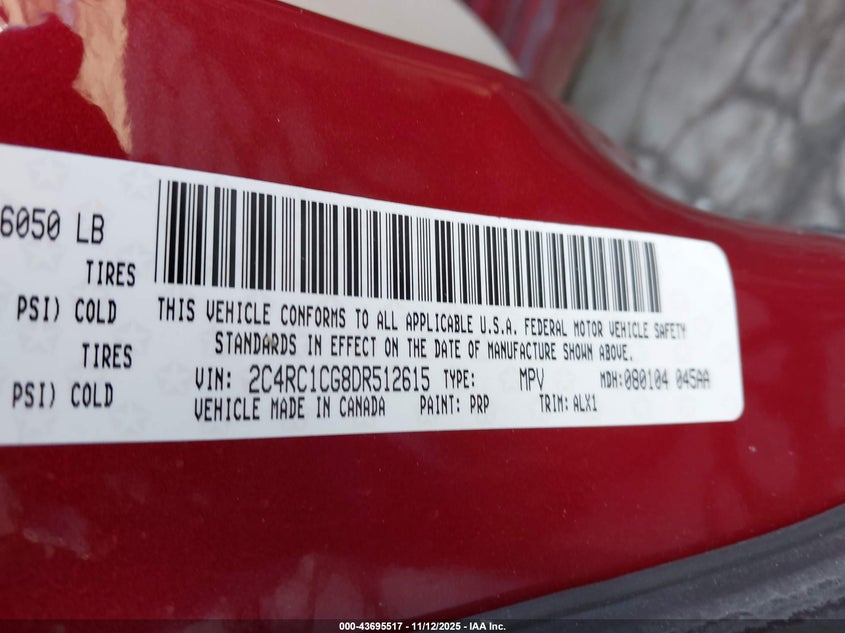 6050 LB
TIRES
PSI) COLD
TIRES
PSI) COLD
THIS VEHICLE CONFORMS TO ALL APPLICABLE U.S.A. FEDERAL MOTOR VEHICLE SAFETY
STANDARDS IN EFFECT ON THE DATE OF MANUFACTURE SHOWN ABOVE.
VIN: 2C4RC1CG8DR512615 TYPE: MPV MDH:080104 045AA
VEHICLE MADE IN CANADA PAINT: PRP TRIM: ALX1
000-43695517 - 11/12/2025 - IAA Inc.